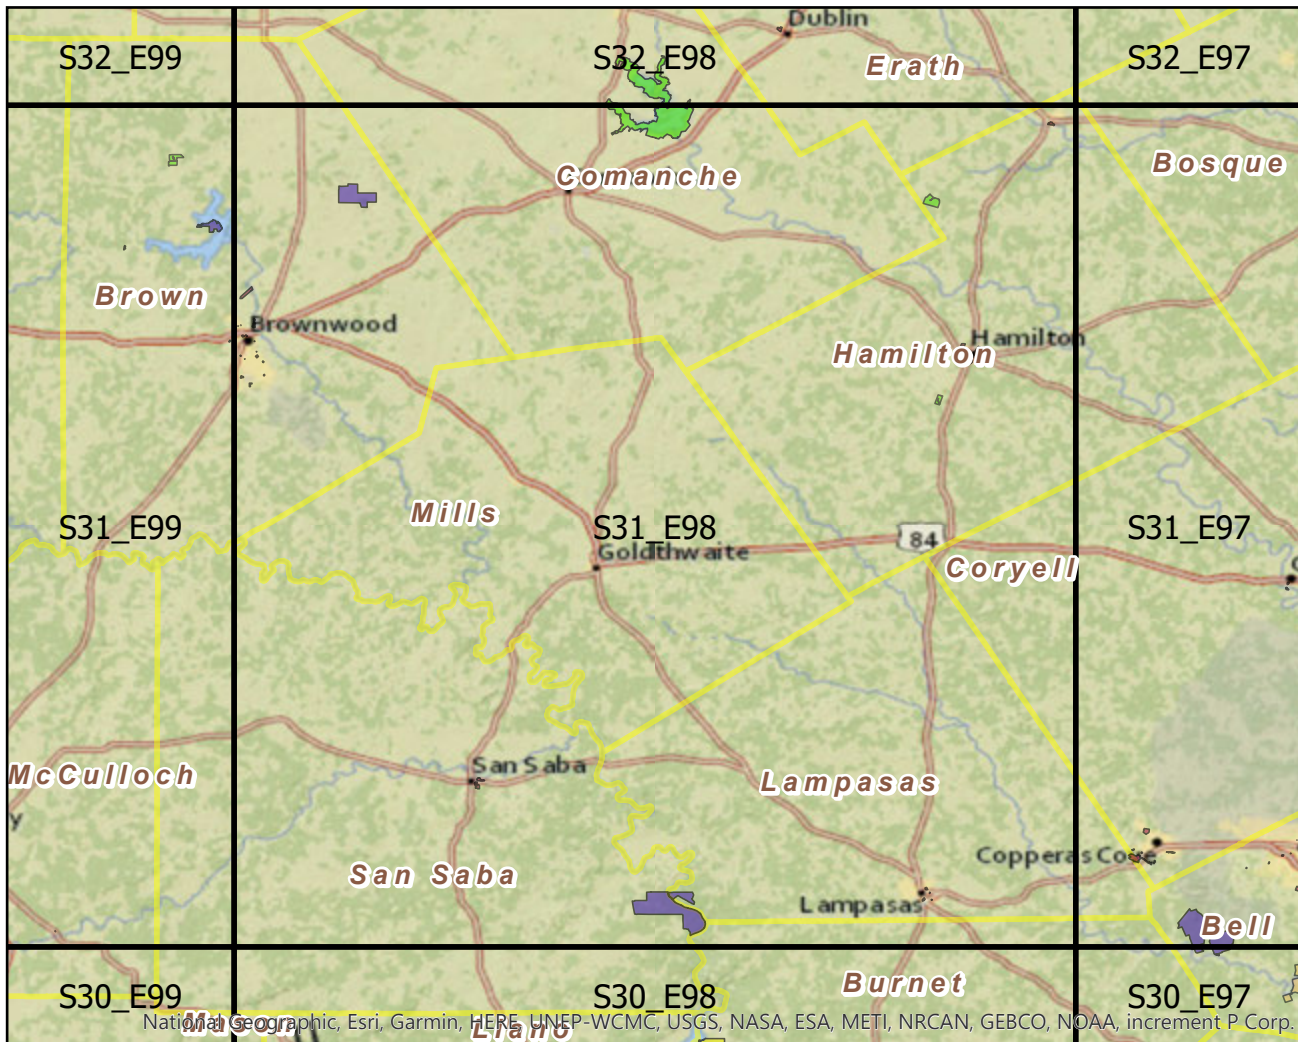 Dublin
S32_E99
S32_E98
Erath
S32_E97
Bosque
Comanche
Brown
Brownwood
Hamilton
Hamilton
Mills
S31_E99
S31_E98
S31_E97
84
Goldthwaite
Coryell
McCulloch
San Saba
Lampasas
y
Copperas Cove
San Saba
Lampasas
Bell
Burnet
S30_E99
S30_E98
S30_E97
Mason
Llano
National Geographic, Esri, Garmin, HERE, UNEP-WCMC, USGS, NASA, ESA, METI, NRCAN, GEBCO, NOAA, increment P Corp.